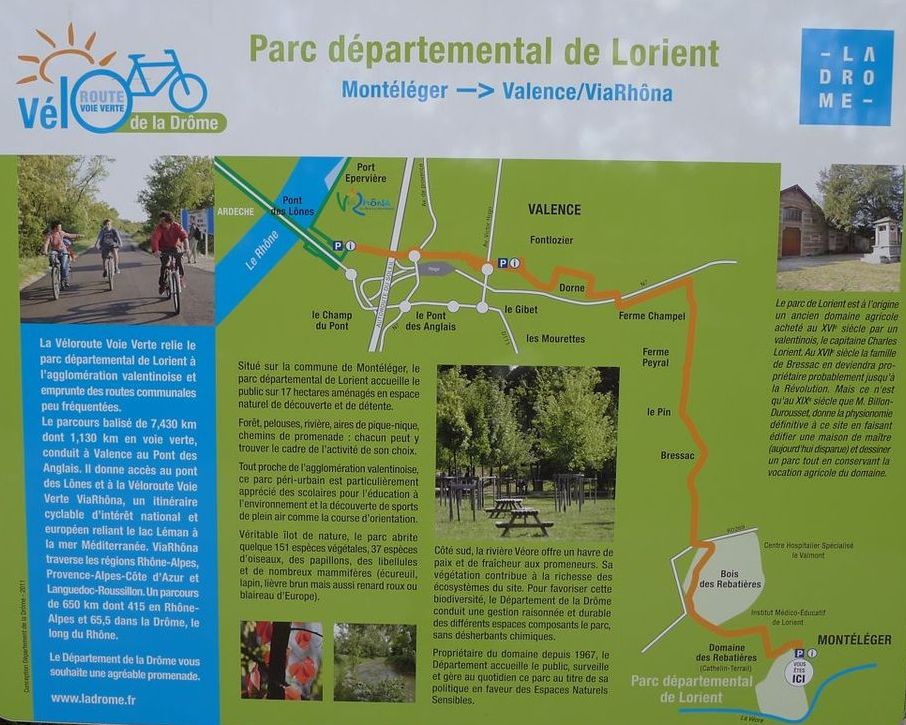 Parc départemental de Lorient
Montéléger —> Valence/ViaRhôna
Vélo
ROUTE
VOIE VERTE
de la Drôme
- LA
DRO
ME -
La Véloroute Voie Verte relie le
parc départemental de Lorient à
l'agglomération valentinoise et
emprunte des routes communales
peu fréquentées.
Le parcours balisé de 7,430 km
dont 1,130 km en voie verte,
conduit à Valence au Pont des
Anglais. Il donne accès au pont
des Lônes et à la Véloroute Voie
Verte ViaRhôna, un itinéraire
cyclable d'intérêt national et
européen reliant le lac Léman à
la mer Méditerranée. ViaRhôna
traverse les régions Rhône-Alpes,
Provence-Alpes-Côte d'Azur et
Languedoc-Roussillon. Un parcours
de 650 km dont 415 en Rhône-
Alpes et 65,5 dans la Drôme, le
long du Rhône.
Le Département de la Drôme vous
souhaite une agréable promenade.
www.ladrome.fr
Conception Département de la Drôme - 2011
ARDECHE
Le Rhône
Pont
des Lônes
Port
Epervière
ViaRhôna
P i
Av. Victor Hugo
VALENCE
Fontlozier
P i
Dorne
N7
le Champ
du Pont
N7
le Pont
des Anglais
le Gibet
les Mourettes
Ferme Champel
Ferme
Peyral
le Pin
Bressac
Centre Hospitalier Spécialisé
le Valmont
Bois
des Rebatières
Institut Médico-Éducatif
de Lorient
MONTÉLÉGER
P i
VOUS
ÊTES
ICI
Domaine
des Rebatières
(Cathelin-Terrail)
Parc départemental
de Lorient
La Véore
Situé sur la commune de Montéléger, le
parc départemental de Lorient accueille le
public sur 17 hectares aménagés en espace
naturel de découverte et de détente.
Forêt, pelouses, rivière, aires de pique-nique,
chemins de promenade : chacun peut y
trouver le cadre de l'activité de son choix.
Tout proche de l'agglomération valentinoise,
ce parc péri-urbain est particulièrement
apprécié des scolaires pour l'éducation à
l'environnement et la découverte de sports
de plein air comme la course d'orientation.
Véritable îlot de nature, le parc abrite
quelque 151 espèces végétales, 37 espèces
d'oiseaux, des papillons, des libellules
et de nombreux mammifères (écureuil,
lapin, lièvre brun mais aussi renard roux ou
blaireau d'Europe).
Côté sud, la rivière Véore offre un havre de
paix et de fraîcheur aux promeneurs. Sa
végétation contribue à la richesse des
écosystèmes du site. Pour favoriser cette
biodiversité, le Département de la Drôme
conduit une gestion raisonnée et durable
des différents espaces composants le parc,
sans désherbants chimiques.
Propriétaire du domaine depuis 1967, le
Département accueille le public, surveille
et gère au quotidien ce parc au titre de sa
politique en faveur des Espaces Naturels
Sensibles.
Le parc de Lorient est à l'origine
un ancien domaine agricole
acheté au XVIe siècle par un
valentinois, le capitaine Charles
Lorient. Au XVIIe siècle la famille
de Bressac en deviendra pro-
priétaire probablement jusqu'à
la Révolution. Mais ce n'est
qu'au XIXe siècle que M. Billon-
Durousset, donne la physionomie
définitive à ce site en faisant
édifier une maison de maître
(aujourd'hui disparue) et dessiner
un parc tout en conservant la
vocation agricole du domaine.